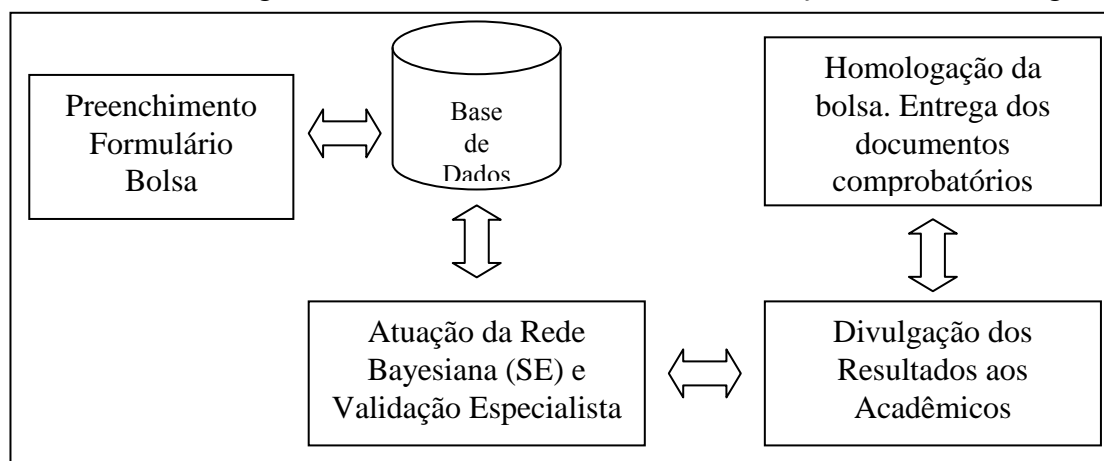 Preenchimento
Formulário
Bolsa
Base
de
Dados
Homologação da
bolsa. Entrega dos
documentos
comprobatórios
Atuação da Rede
Bayesiana (SE) e
Validação Especialista
Divulgação dos
Resultados aos
Acadêmicos